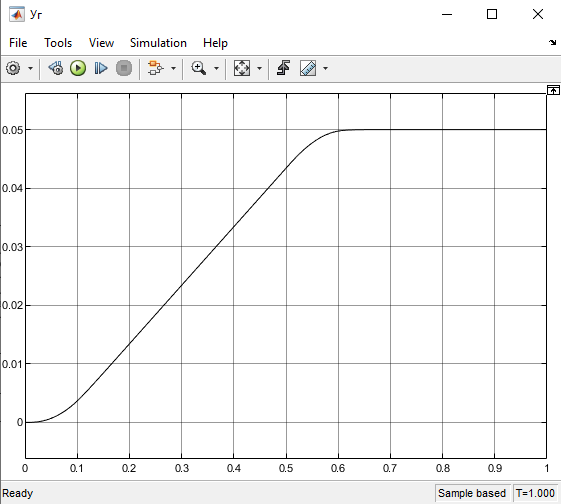 Уг
File Tools View Simulation Help
0.05
0.04
0.03
0.02
0.01
0
0 0.1 0.2 0.3 0.4 0.5 0.6 0.7 0.8 0.9 1
Ready Sample based T=1.000